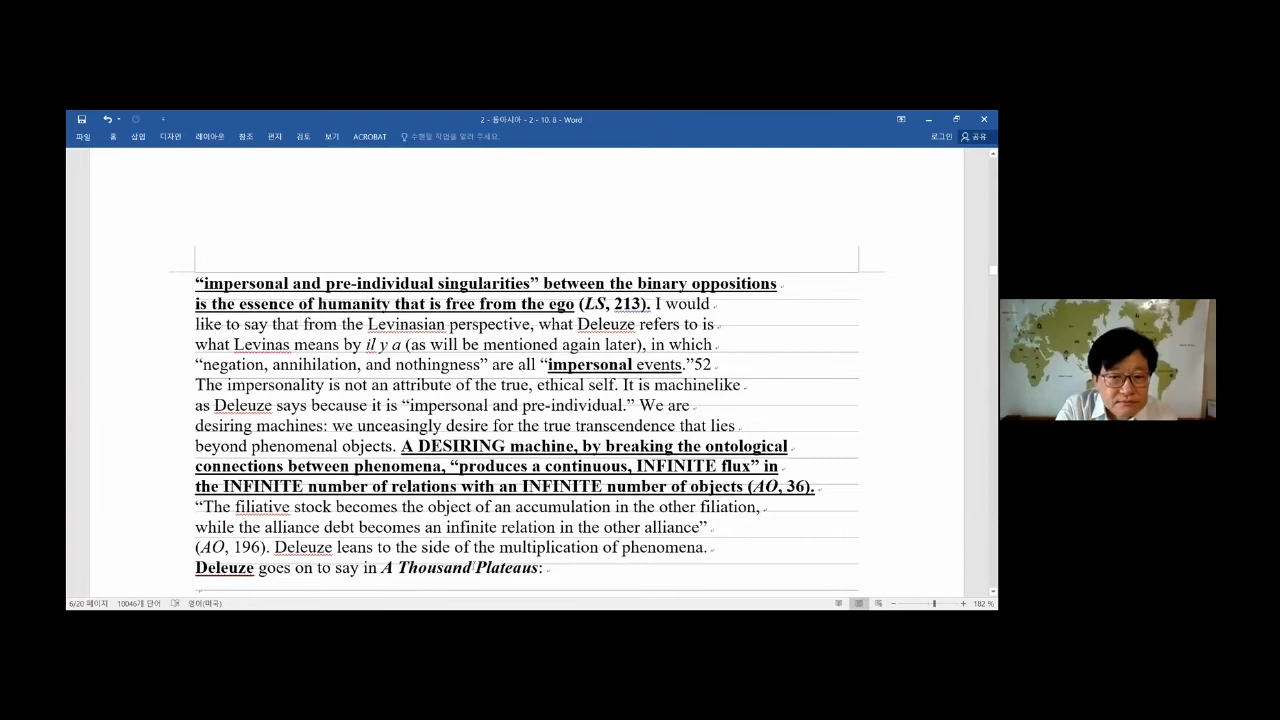 2 - 동아시아 - 2 - 10. 8 - Word
파일 홈 삽입 디자인 레이아웃 참조 편지 검토 보기 ACROBAT 수행할 작업을 알려 주세요. 로그인 공유
“impersonal and pre-individual singularities” between the binary oppositions
is the essence of humanity that is free from the ego (LS, 213). I would
like to say that from the Levinasian perspective, what Deleuze refers to is
what Levinas means by il y a (as will be mentioned again later), in which
“negation, annihilation, and nothingness” are all “impersonal events.”52
The impersonality is not an attribute of the true, ethical self. It is machinelike
as Deleuze says because it is “impersonal and pre-individual.” We are
desiring machines: we unceasingly desire for the true transcendence that lies
beyond phenomenal objects. A DESIRING machine, by breaking the ontological
connections between phenomena, “produces a continuous, INFINITE flux” in
the INFINITE number of relations with an INFINITE number of objects (AO, 36).
“The filiative stock becomes the object of an accumulation in the other filiation,
while the alliance debt becomes an infinite relation in the other alliance”
(AO, 196). Deleuze leans to the side of the multiplication of phenomena.
Deleuze goes on to say in A Thousand Plateaus:
6/20 페이지 10046개 단어 영어(미국) 182 %